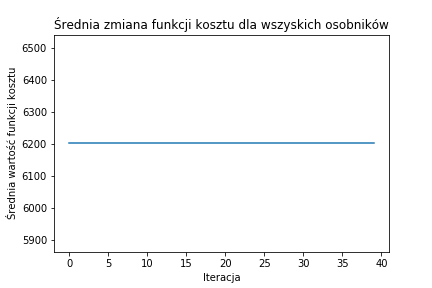 Średnia zmiana funkcji kosztu dla wszyskich osobników
6500
6400
6300
6200
6100
6000
5900
Średnia wartość funkcji kosztu
0 5 10 15 20 25 30 35 40
Iteracja